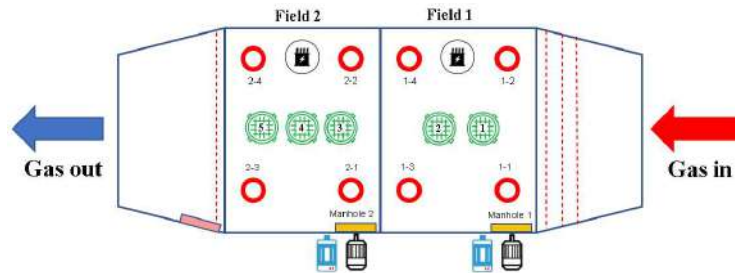 Field 2 Field 1
2-4 2-2 1-4 1-2
5 4 3 2 1
Gas out Gas in
2-3 2-1 1-3 1-1
Manhole 2 Manhole 1